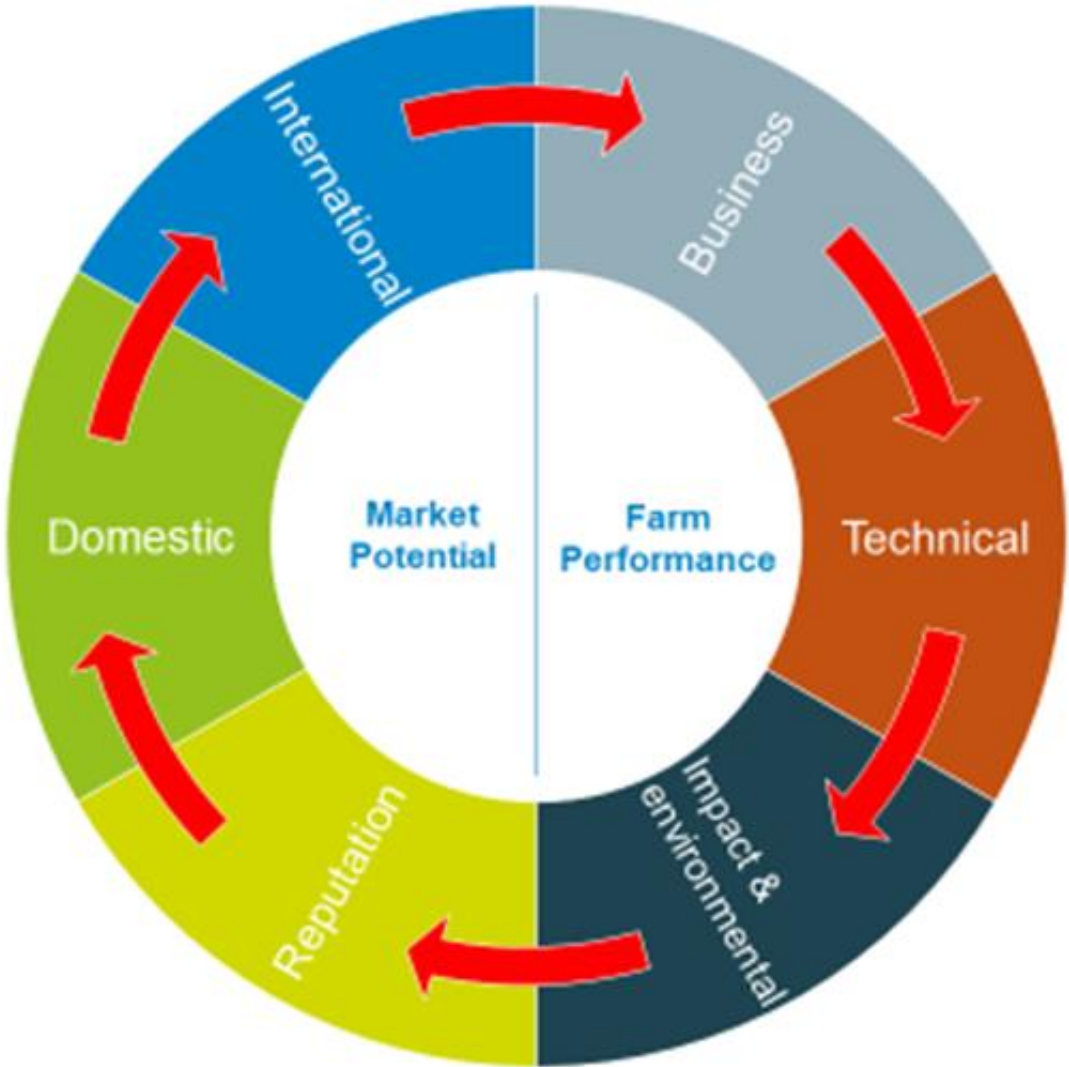 International
Business
Technical
Impact &
environmental
Reputation
Domestic
Market
Potential
Farm
Performance